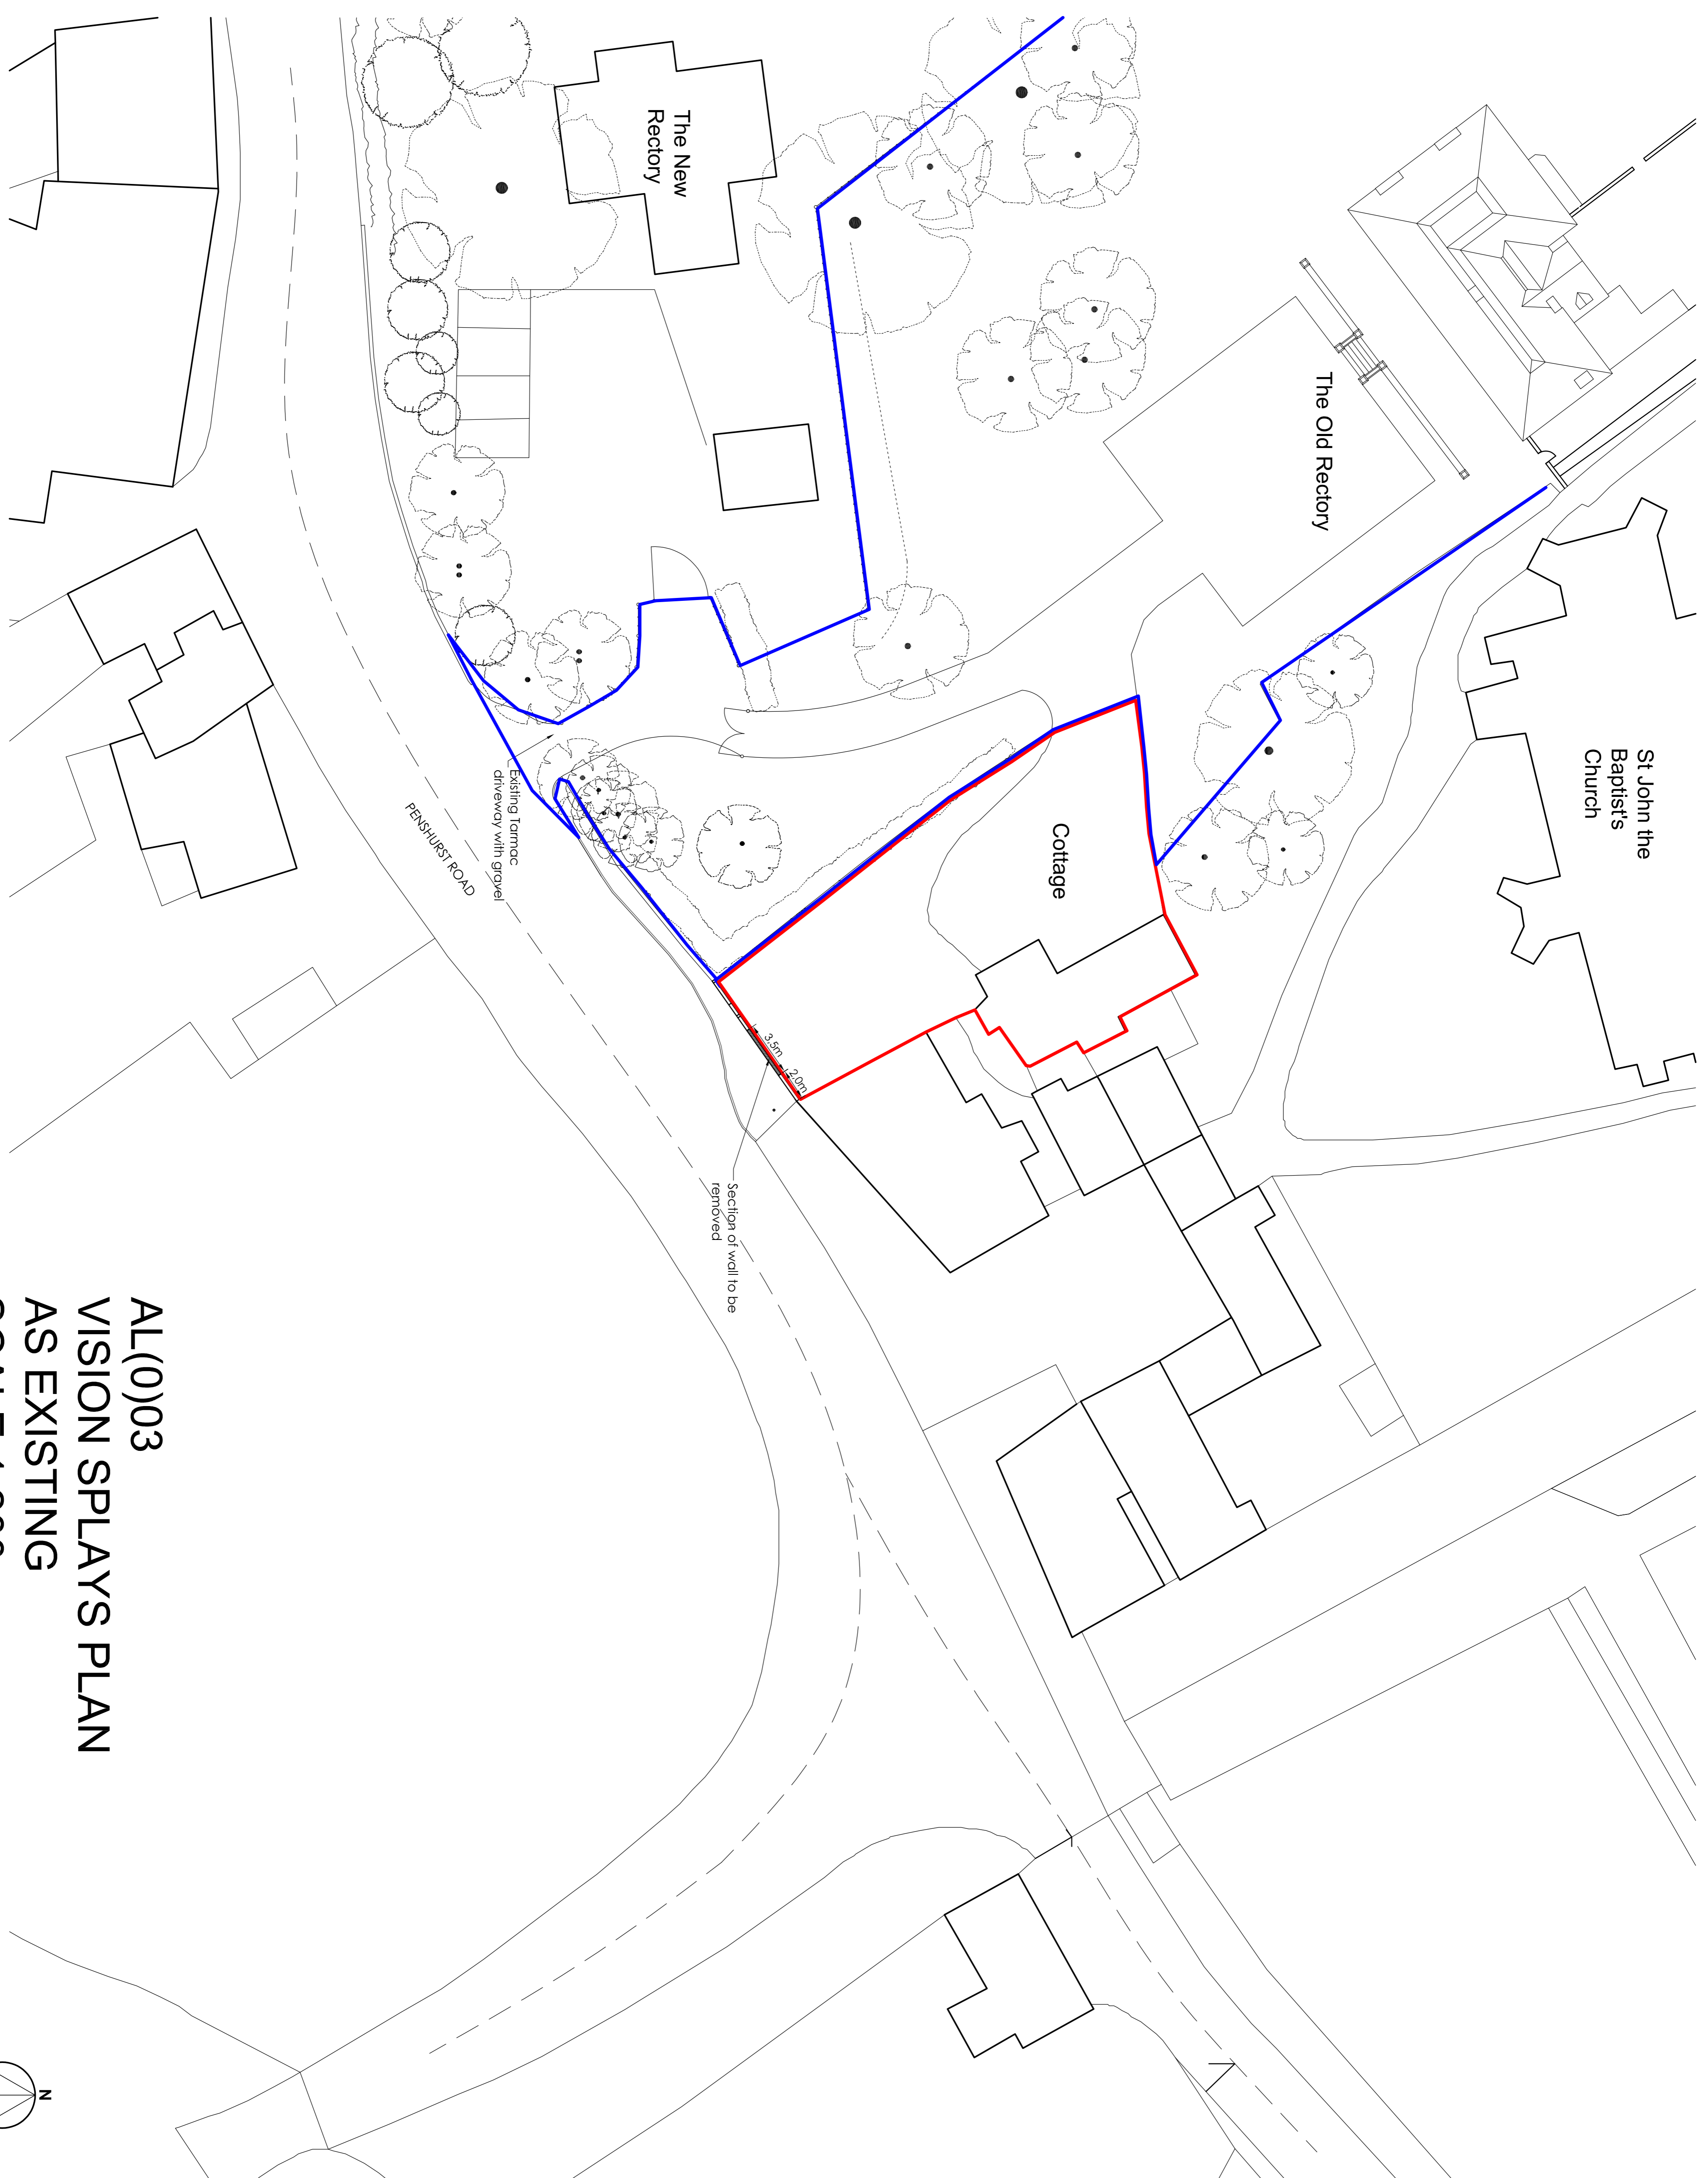 St John the
Baptist's
Church
The Old Rectory
The New
Rectory
Cottage
Existing Tarmac
driveway with gravel
PENSHURST ROAD
3.5m
2.0m
Section of wall to be
removed
AL(0)03
VISION SPLAYS PLAN
AS EXISTING
N